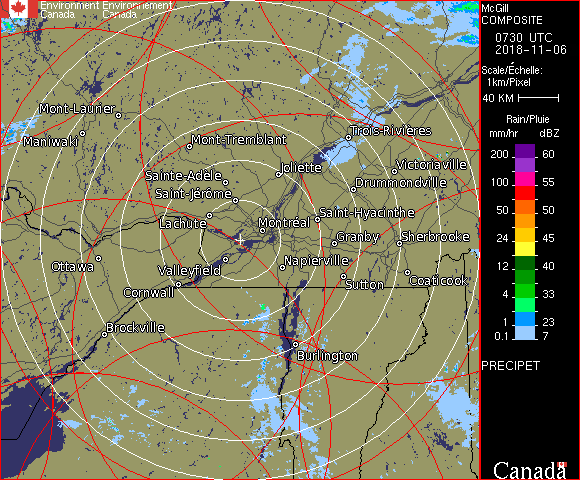 Environment Environnement
Canada Canada
McGill
COMPOSITE
0730 UTC
2018-11-06
Scale/Échelle:
1km/Pixel
40 KM
Rain/Pluie
mm/hr dBZ
200 60
100 55
50 50
24 45
12 40
4 33
1 23
0.1 7
PRECIPET
Canada
Mont-Laurier
Maniwaki
Mont-Tremblant
Trois-Rivières
Sainte-Adèle
Joliette
Victoriaville
Saint-Jérôme
Drummondville
Lachute
Montréal
Saint-Hyacinthe
Granby
Sherbrooke
Ottawa
Valleyfield
Napierville
Cornwall
Sutton
Coaticook
Brockville
Burlington